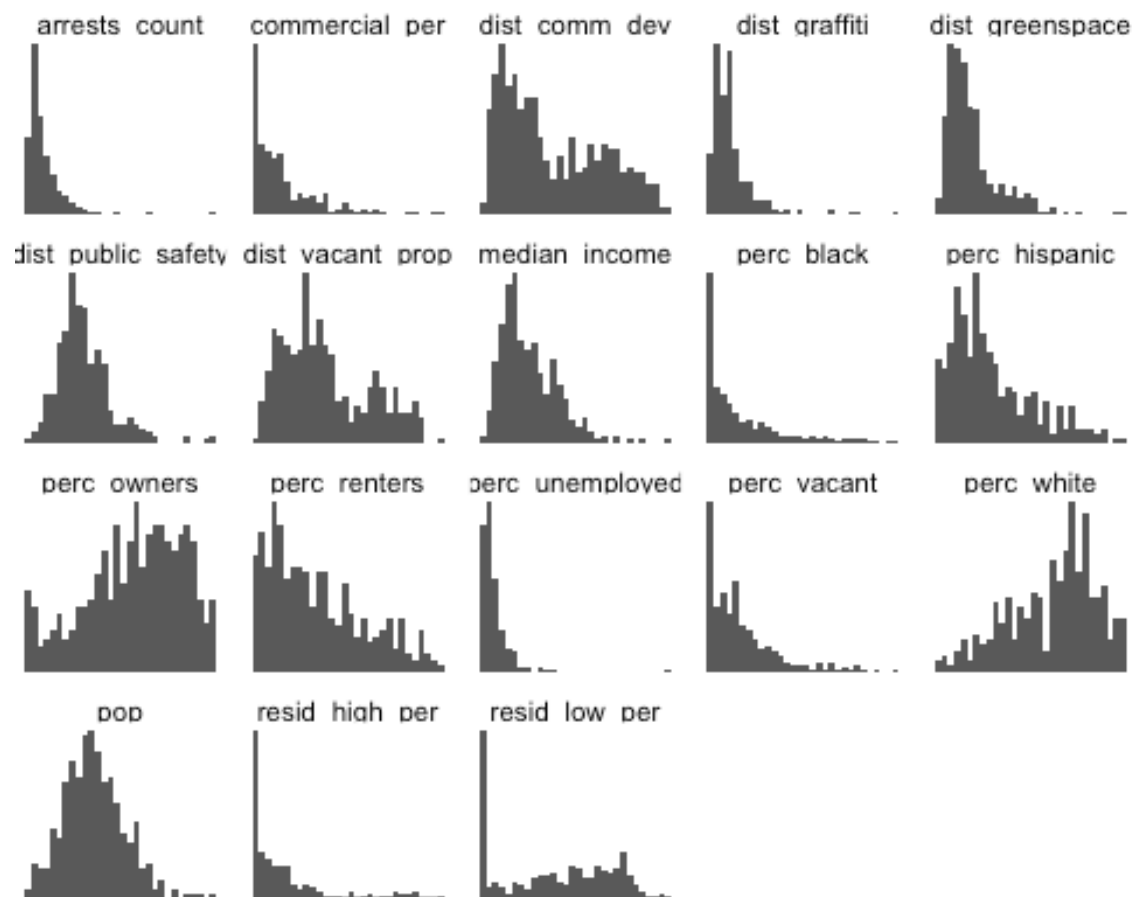 arrests count
commercial per
dist comm dev
dist graffiti
dist greenspace
dist public safety
dist vacant prop
median income
perc black
perc hispanic
perc owners
perc renters
perc unemployed
perc vacant
perc white
pop
resid high per
resid low per